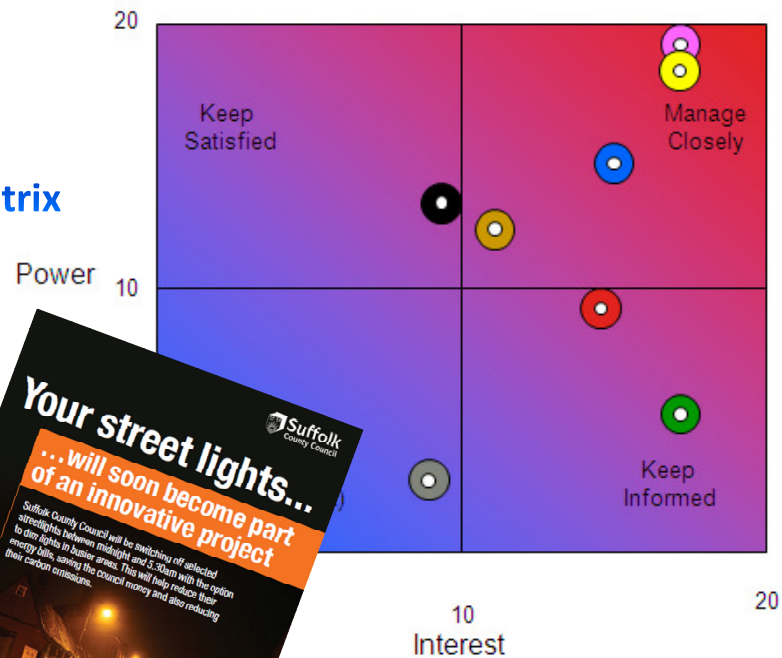 20
Keep
Satisfied
Manage
Closely
trix
Power
10
Suffolk
County Council
Your street lights...
...will soon become part
of an innovative project
Suffolk County Council will be switching off selected
streetlights between midnight and 5.30am with the option
to dim lights in busier areas. This will help reduce their
energy bills, saving the council money and also reducing
their carbon emissions.
)
Keep
Informed
10
20
Interest